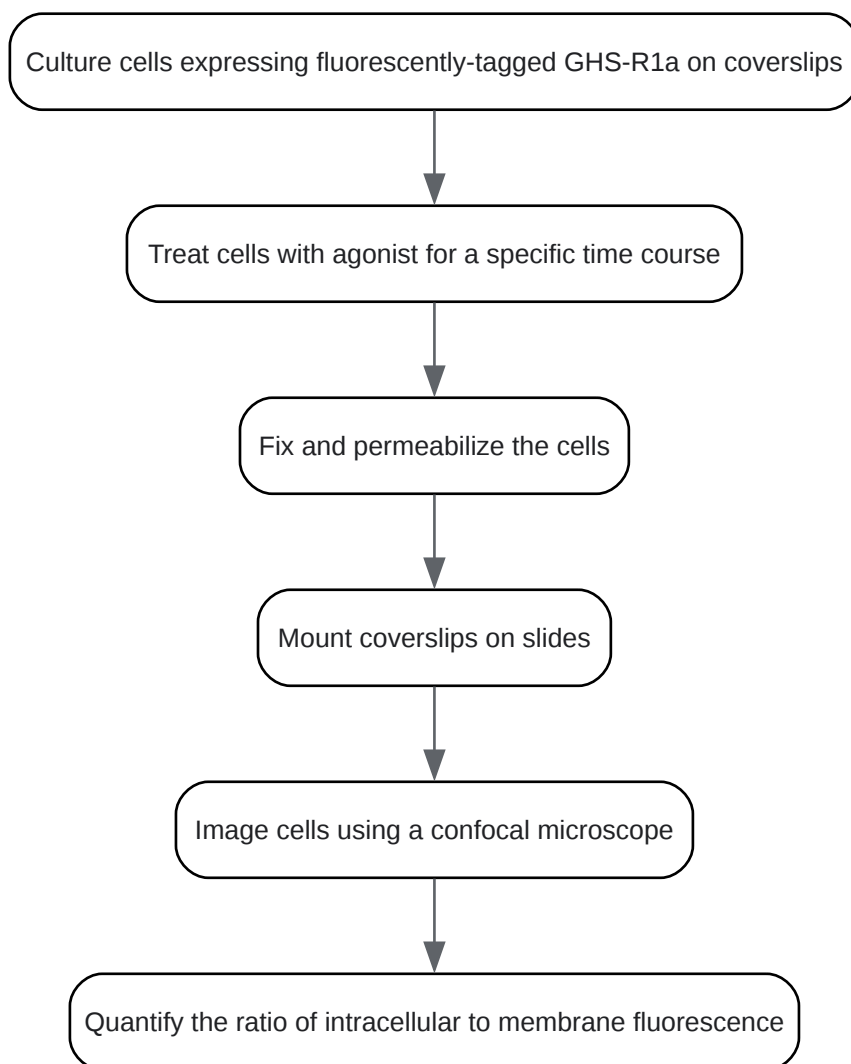 Culture cells expressing fluorescently-tagged GHS-R1a on coverslips
Treat cells with agonist for a specific time course
Fix and permeabilize the cells
Mount coverslips on slides
Image cells using a confocal microscope
Quantify the ratio of intracellular to membrane fluorescence